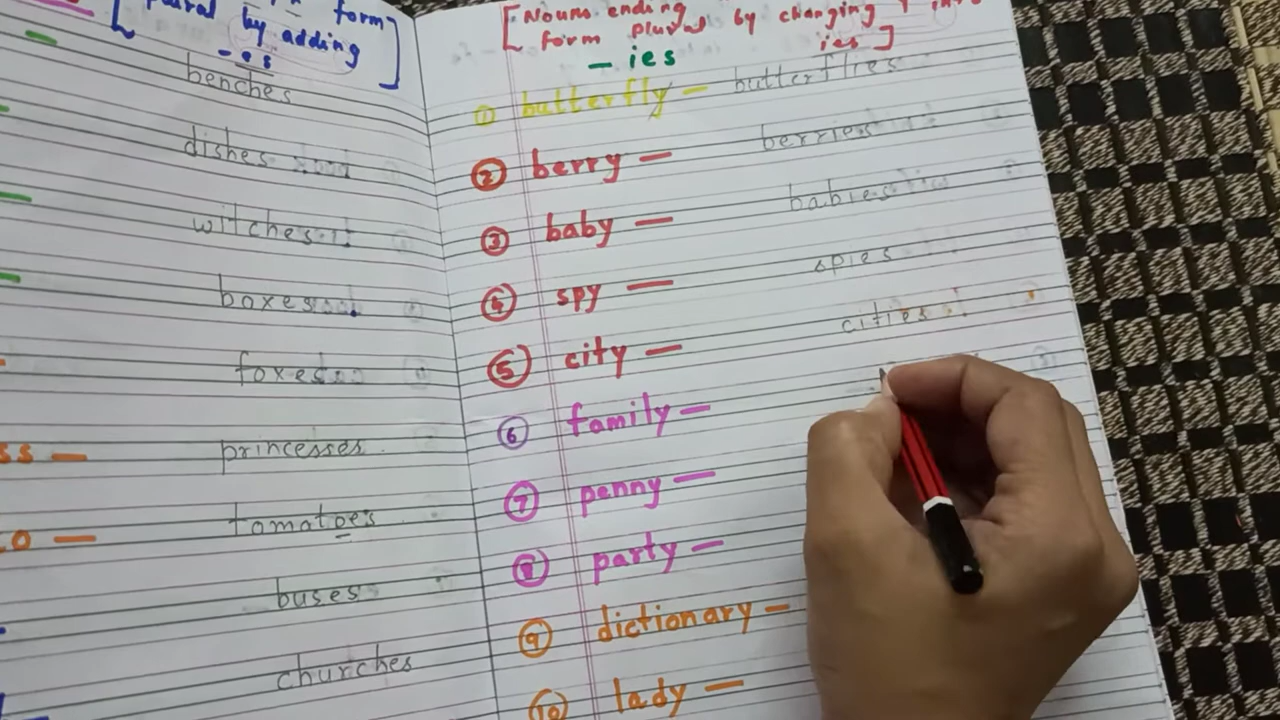 plural by adding form
-es
benches
dishes
witches
boxes
foxes
ss —
princesses
o —
tomatoes
buses
churches
[Nouns ending
form plural by changing Y into
ies]
– ies
① butterfly – butterflies
② berry – berries
③ baby – babies
④ spy – spies
⑤ city – cities
⑥ family –
⑦ penny –
⑧ party –
⑨ dictionary –
⑩ lady –